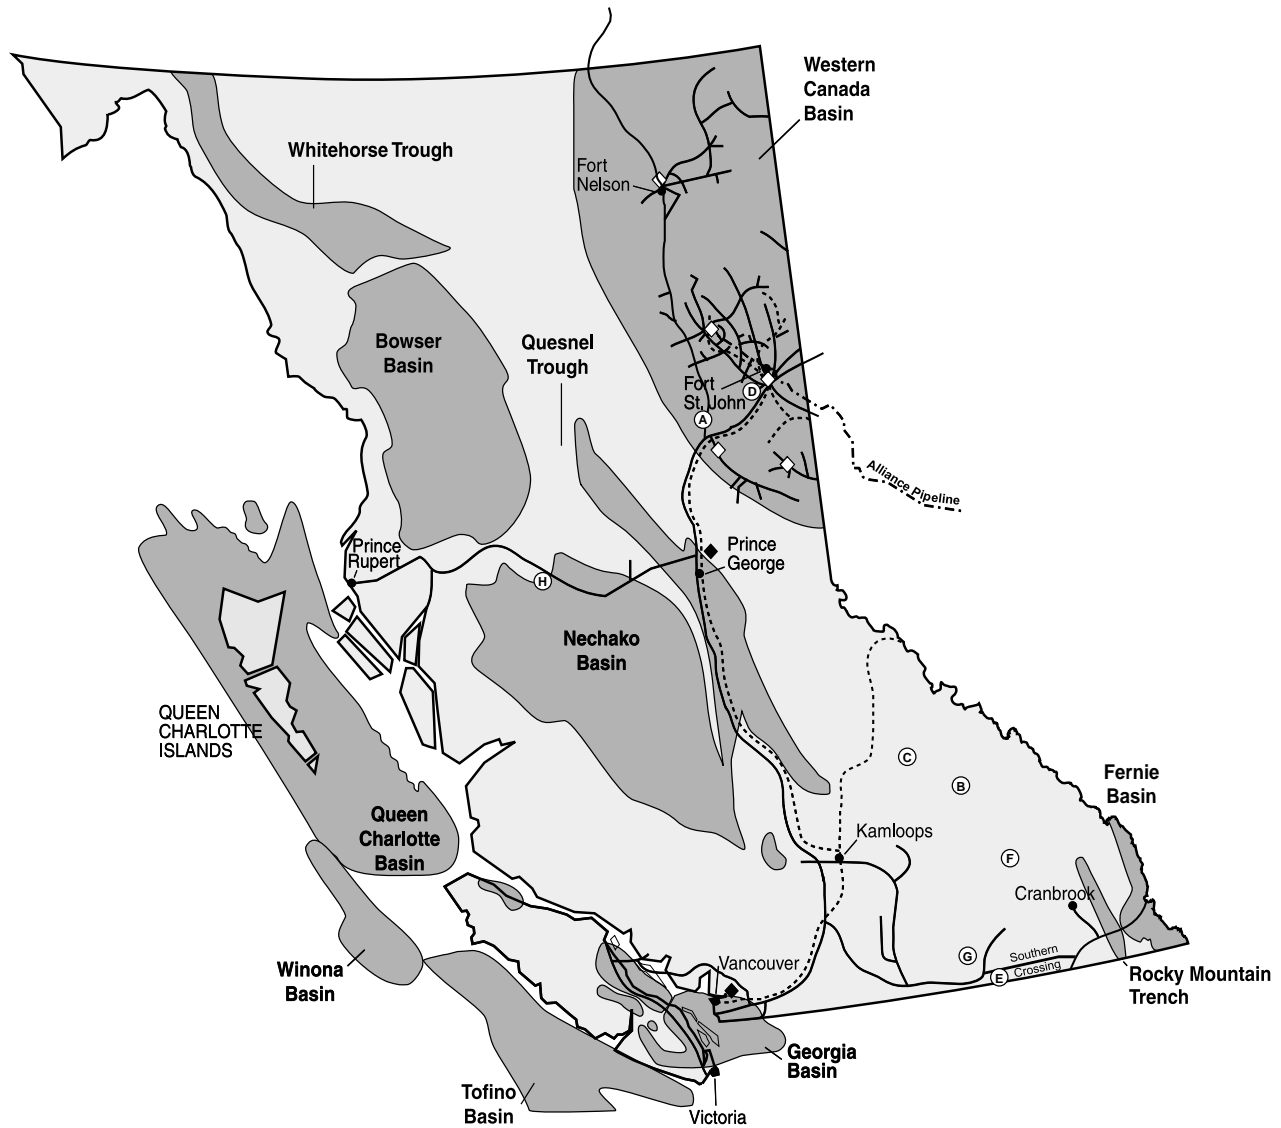 Western
Canada
Basin
Whitehorse Trough
Fort
Nelson
Bowser
Basin
Quesnel
Trough
Fort
St. John
D
A
Alliance Pipeline
Prince
Rupert
Prince
George
H
Nechako
Basin
QUEEN
CHARLOTTE
ISLANDS
C
B
Fernie
Basin
Queen
Charlotte
Basin
Kamloops
F
Cranbrook
Winona
Basin
Vancouver
G
Southern
Crossing
E
Rocky Mountain
Trench
Georgia
Basin
Tofino
Basin
Victoria